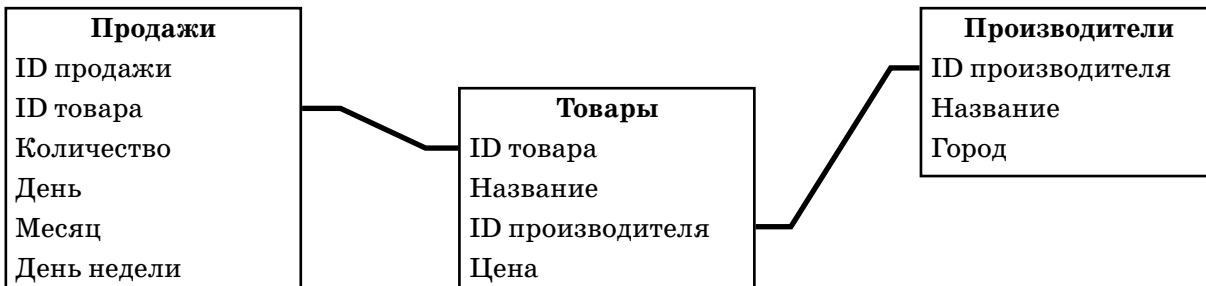 Продажи
ID продажи
ID товара
Количество
День
Месяц
День недели
Товары
ID товара
Название
ID производителя
Цена
Производители
ID производителя
Название
Город